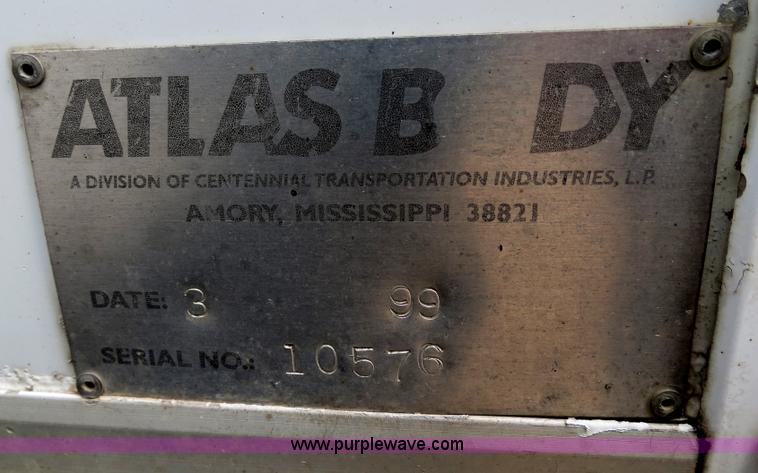 ATLAS B DY
A DIVISION OF CENTENNIAL TRANSPORTATION INDUSTRIES, L.P.
AMORY, MISSISSIPPI 38821
DATE: 3 99
SERIAL NO.: 10576
www.purplewave.com